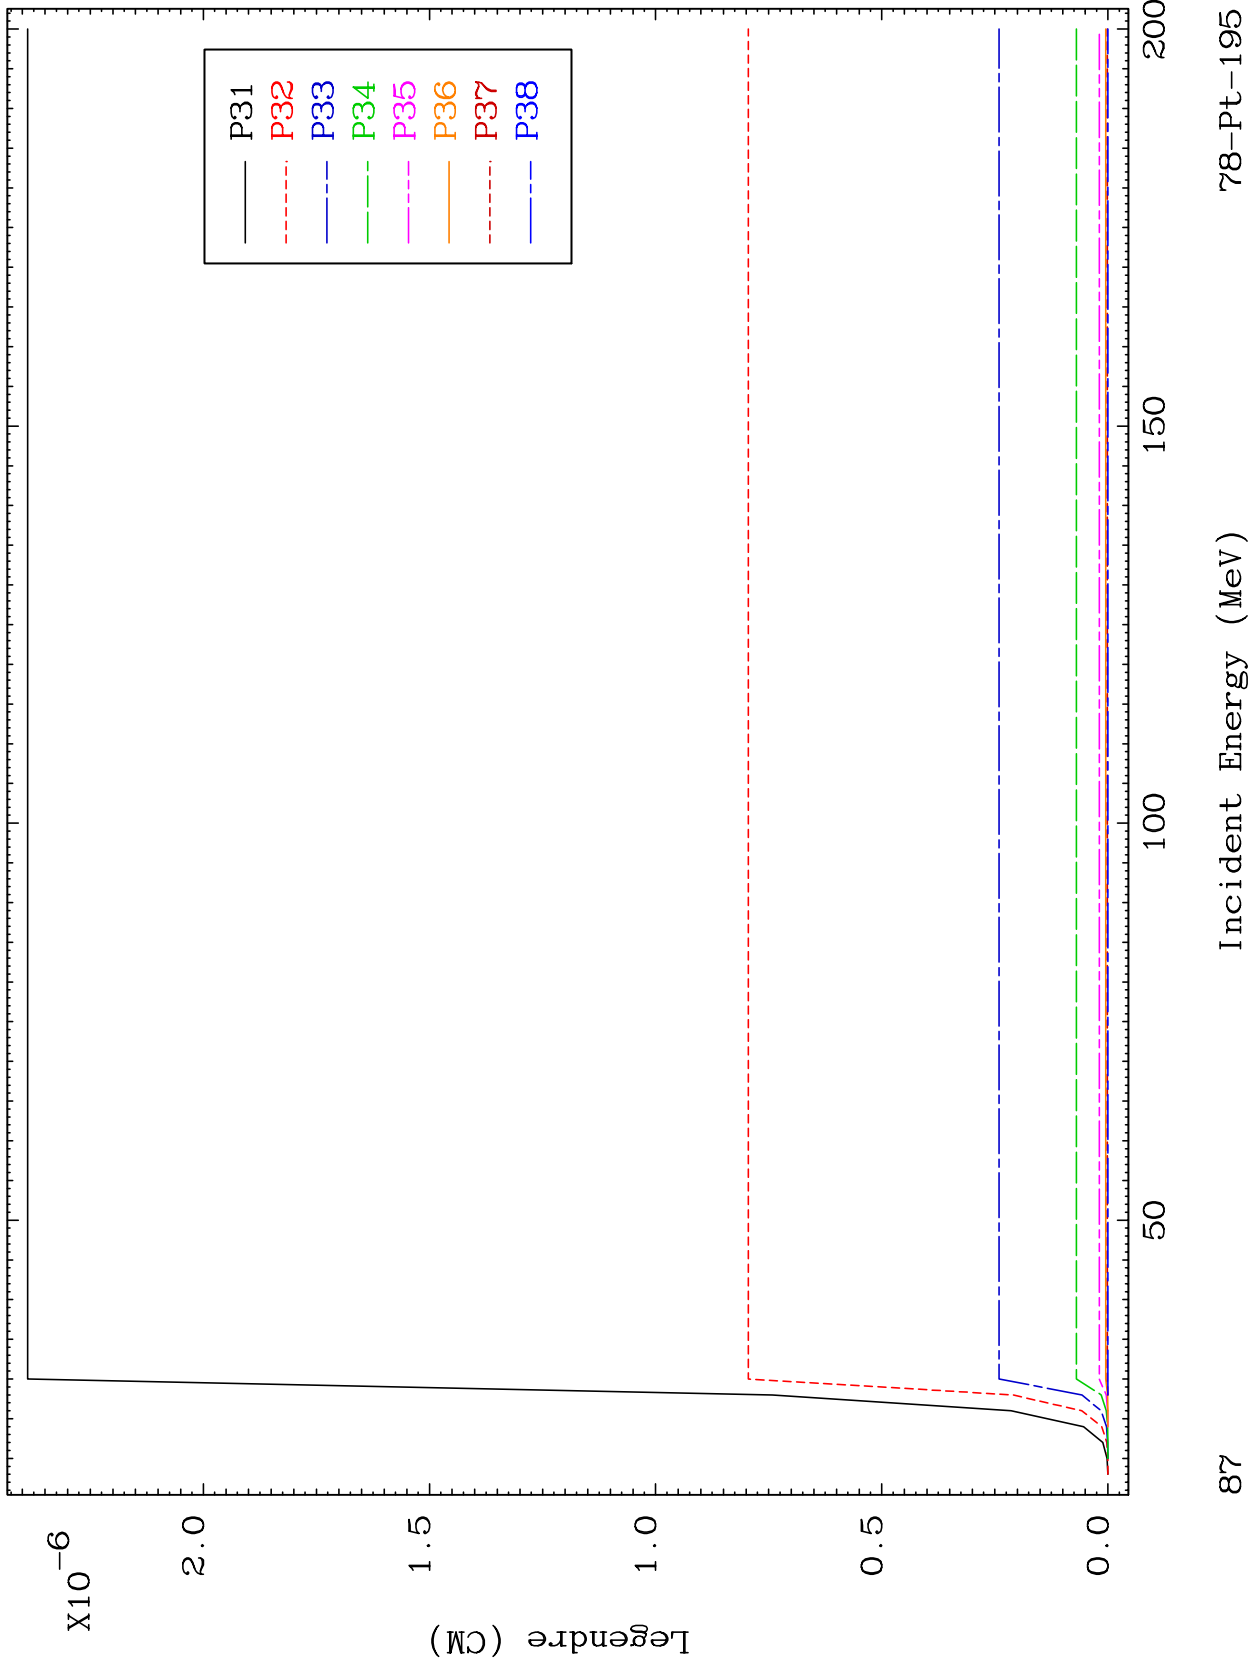 X10-6
2.0
1.5
1.0
0.5
0.0
Legendre (CM)
P31
P32
P33
P34
P35
P36
P37
P38
50
100
150
200
87
Incident Energy (MeV)
78-Pt-195